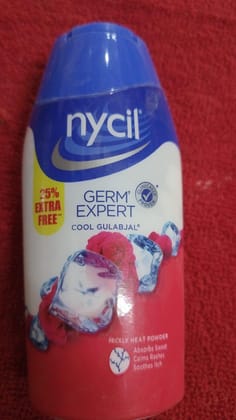 nycil
25%
EXTRA
FREE
GERM
EXPERT
COOL GULABJAL
PRICKLY HEAT POWDER
Absorbs Sweat
Calms Rashes
Soothes Itch